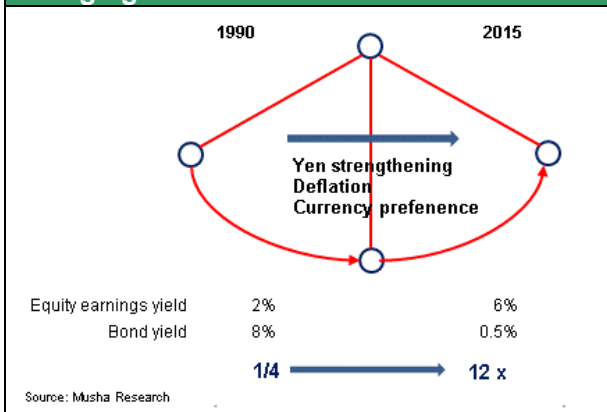 1990 2015
Yen strengthening
Deflation
Currency prefenence
Equity earnings yield 2% 6%
Bond yield 8% 0.5%
1/4 12 x
Source: Musha Research